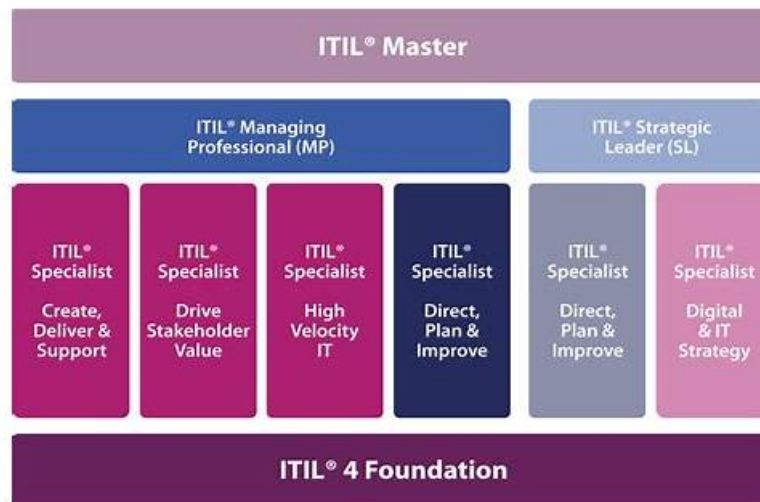 ITIL® Master
ITIL® Managing
Professional (MP)
ITIL® Strategic
Leader (SL)
ITIL®
Specialist
Create,
Deliver &
Support
ITIL®
Specialist
Drive
Stakeholder
Value
ITIL®
Specialist
High
Velocity
IT
ITIL®
Specialist
Direct,
Plan &
Improve
ITIL®
Specialist
Direct,
Plan &
Improve
ITIL®
Specialist
Digital
& IT
Strategy
ITIL® 4 Foundation